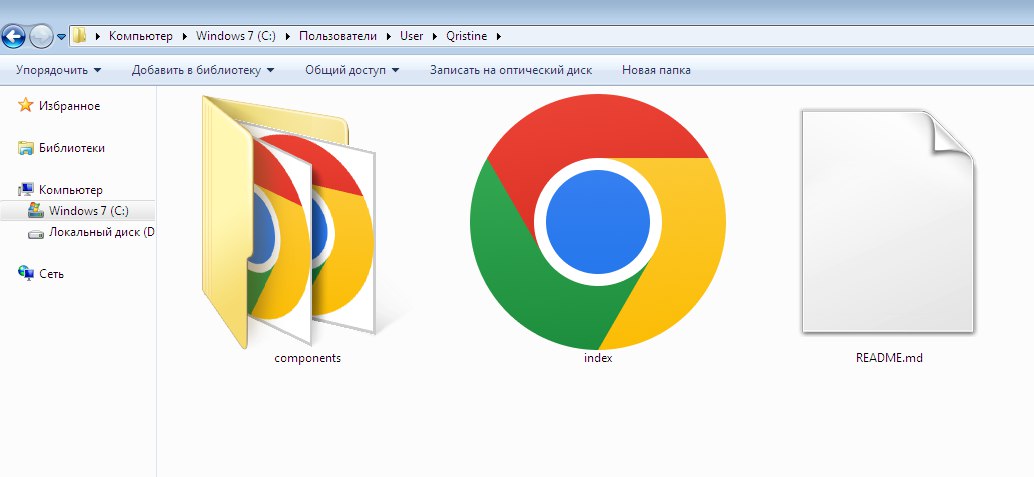 Компьютер Windows 7 (C:) Пользователи User Qristine
Упорядочить Добавить в библиотеку Общий доступ Записать на оптический диск Новая папка
Избранное
Библиотеки
Компьютер
Windows 7 (C:)
Локальный диск (D
Сеть
components index README.md